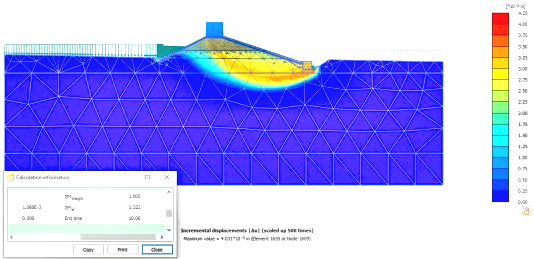 [*10⁻³ m]
4.25
4.00
3.75
3.50
3.25
3.00
2.75
2.50
2.25
2.00
1.75
1.50
1.25
1.00
0.75
0.50
0.25
0.00
Calculation information
ΣM Weight 1.000
1.068E-3 ΣM sf 1.222
0.000 End time 10.00
Copy Print Close
Incremental displacements |Δu| (scaled up 500 times)
Maximum value = 4.031*10⁻³ m (Element 1635 at Node 1609)